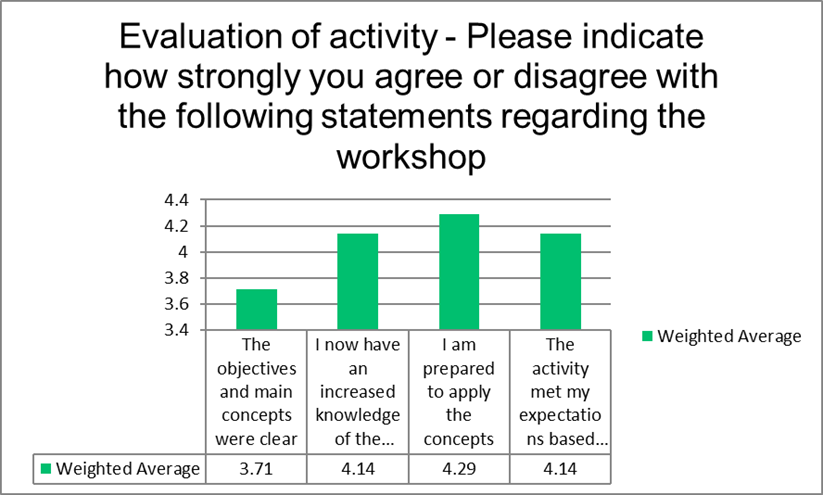 Evaluation of activity - Please indicate
how strongly you agree or disagree with
the following statements regarding the
workshop
4.4
4.2
4
3.8
3.6
3.4
The
objectives
and main
concepts
were clear
I now have
an
increased
knowledge
of the...
I am
prepared
to apply
the
concepts
The
activity
met my
expectatio
ns based...
Weighted Average
Weighted Average 3.71 4.14 4.29 4.14